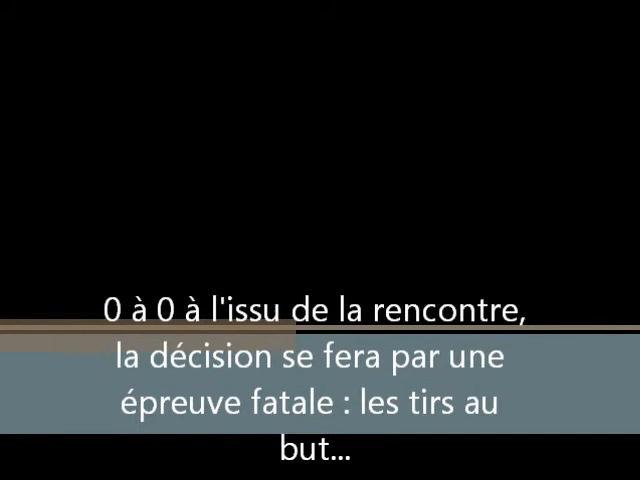 0 à 0 à l'issu de la rencontre,
la décision se fera par une
épreuve fatale : les tirs au
but...